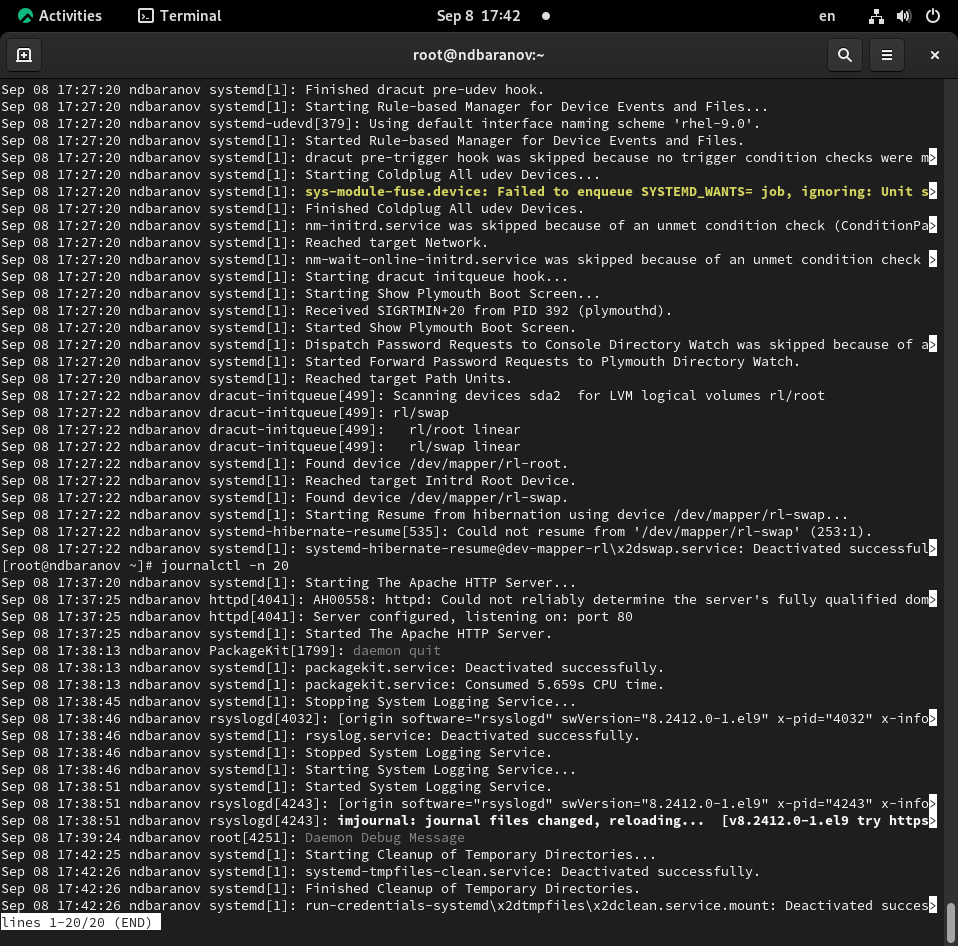 Activities
Terminal
Sep 8 17:42
en
root@ndbaranov:~
Sep 08 17:27:20 ndbaranov systemd[1]: Finished dracut pre-udev hook.
Sep 08 17:27:20 ndbaranov systemd[1]: Starting Rule-based Manager for Device Events and Files...
Sep 08 17:27:20 ndbaranov systemd-udevd[379]: Using default interface naming scheme 'rhel-9.0'.
Sep 08 17:27:20 ndbaranov systemd[1]: Started Rule-based Manager for Device Events and Files.
Sep 08 17:27:20 ndbaranov systemd[1]: dracut pre-trigger hook was skipped because no trigger condition checks were m>
Sep 08 17:27:20 ndbaranov systemd[1]: Starting Coldplug All udev Devices...
Sep 08 17:27:20 ndbaranov systemd[1]: sys-module-fuse.device: Failed to enqueue SYSTEMD_WANTS= job, ignoring: Unit s>
Sep 08 17:27:20 ndbaranov systemd[1]: Finished Coldplug All udev Devices.
Sep 08 17:27:20 ndbaranov systemd[1]: nm-initrd.service was skipped because of an unmet condition check (ConditionPa>
Sep 08 17:27:20 ndbaranov systemd[1]: Reached target Network.
Sep 08 17:27:20 ndbaranov systemd[1]: nm-wait-online-initrd.service was skipped because of an unmet condition check >
Sep 08 17:27:20 ndbaranov systemd[1]: Starting dracut initqueue hook...
Sep 08 17:27:20 ndbaranov systemd[1]: Starting Show Plymouth Boot Screen...
Sep 08 17:27:20 ndbaranov systemd[1]: Received SIGRTMIN+20 from PID 392 (plymouthd).
Sep 08 17:27:20 ndbaranov systemd[1]: Started Show Plymouth Boot Screen.
Sep 08 17:27:20 ndbaranov systemd[1]: Dispatch Password Requests to Console Directory Watch was skipped because of a>
Sep 08 17:27:20 ndbaranov systemd[1]: Started Forward Password Requests to Plymouth Directory Watch.
Sep 08 17:27:20 ndbaranov systemd[1]: Reached target Path Units.
Sep 08 17:27:22 ndbaranov dracut-initqueue[499]: Scanning devices sda2  for LVM logical volumes rl/root
Sep 08 17:27:22 ndbaranov dracut-initqueue[499]: rl/swap
Sep 08 17:27:22 ndbaranov dracut-initqueue[499]:   rl/root linear
Sep 08 17:27:22 ndbaranov dracut-initqueue[499]:   rl/swap linear
Sep 08 17:27:22 ndbaranov systemd[1]: Found device /dev/mapper/rl-root.
Sep 08 17:27:22 ndbaranov systemd[1]: Reached target Initrd Root Device.
Sep 08 17:27:22 ndbaranov systemd[1]: Found device /dev/mapper/rl-swap.
Sep 08 17:27:22 ndbaranov systemd[1]: Starting Resume from hibernation using device /dev/mapper/rl-swap...
Sep 08 17:27:22 ndbaranov systemd-hibernate-resume[535]: Could not resume from '/dev/mapper/rl-swap' (253:1).
Sep 08 17:27:22 ndbaranov systemd[1]: systemd-hibernate-resume@dev-mapper-rl\x2dswap.service: Deactivated successful>
[root@ndbaranov ~]# journalctl -n 20
Sep 08 17:37:20 ndbaranov systemd[1]: Starting The Apache HTTP Server...
Sep 08 17:37:25 ndbaranov httpd[4041]: AH00558: httpd: Could not reliably determine the server's fully qualified dom>
Sep 08 17:37:25 ndbaranov httpd[4041]: Server configured, listening on: port 80
Sep 08 17:37:25 ndbaranov systemd[1]: Started The Apache HTTP Server.
Sep 08 17:38:13 ndbaranov PackageKit[1799]: daemon quit
Sep 08 17:38:13 ndbaranov systemd[1]: packagekit.service: Deactivated successfully.
Sep 08 17:38:13 ndbaranov systemd[1]: packagekit.service: Consumed 5.659s CPU time.
Sep 08 17:38:45 ndbaranov systemd[1]: Stopping System Logging Service...
Sep 08 17:38:46 ndbaranov rsyslogd[4032]: [origin software="rsyslogd" swVersion="8.2412.0-1.el9" x-pid="4032" x-info>
Sep 08 17:38:46 ndbaranov systemd[1]: rsyslog.service: Deactivated successfully.
Sep 08 17:38:46 ndbaranov systemd[1]: Stopped System Logging Service.
Sep 08 17:38:46 ndbaranov systemd[1]: Starting System Logging Service...
Sep 08 17:38:51 ndbaranov systemd[1]: Started System Logging Service.
Sep 08 17:38:51 ndbaranov rsyslogd[4243]: [origin software="rsyslogd" swVersion="8.2412.0-1.el9" x-pid="4243" x-info>
Sep 08 17:38:51 ndbaranov rsyslogd[4243]: imjournal: journal files changed, reloading...  [v8.2412.0-1.el9 try https>
Sep 08 17:39:24 ndbaranov root[4251]: Daemon Debug Message
Sep 08 17:42:25 ndbaranov systemd[1]: Starting Cleanup of Temporary Directories...
Sep 08 17:42:26 ndbaranov systemd[1]: systemd-tmpfiles-clean.service: Deactivated successfully.
Sep 08 17:42:26 ndbaranov systemd[1]: Finished Cleanup of Temporary Directories.
Sep 08 17:42:26 ndbaranov systemd[1]: run-credentials-systemd\x2dtmpfiles\x2dclean.service.mount: Deactivated succes>
lines 1-20/20 (END)